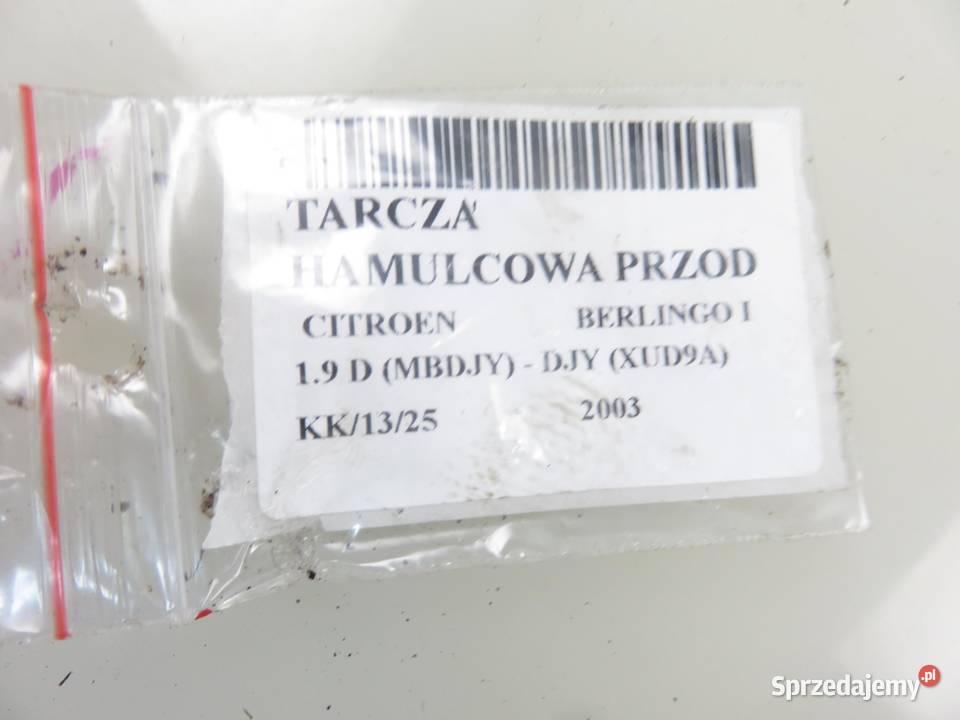 TARCZA
HAMULCOWA PRZOD
CITROEN BERLINGO I
1.9 D (MBDJY) - DJY (XUD9A)
KK/13/25 2003
Sprzedajemy.pl